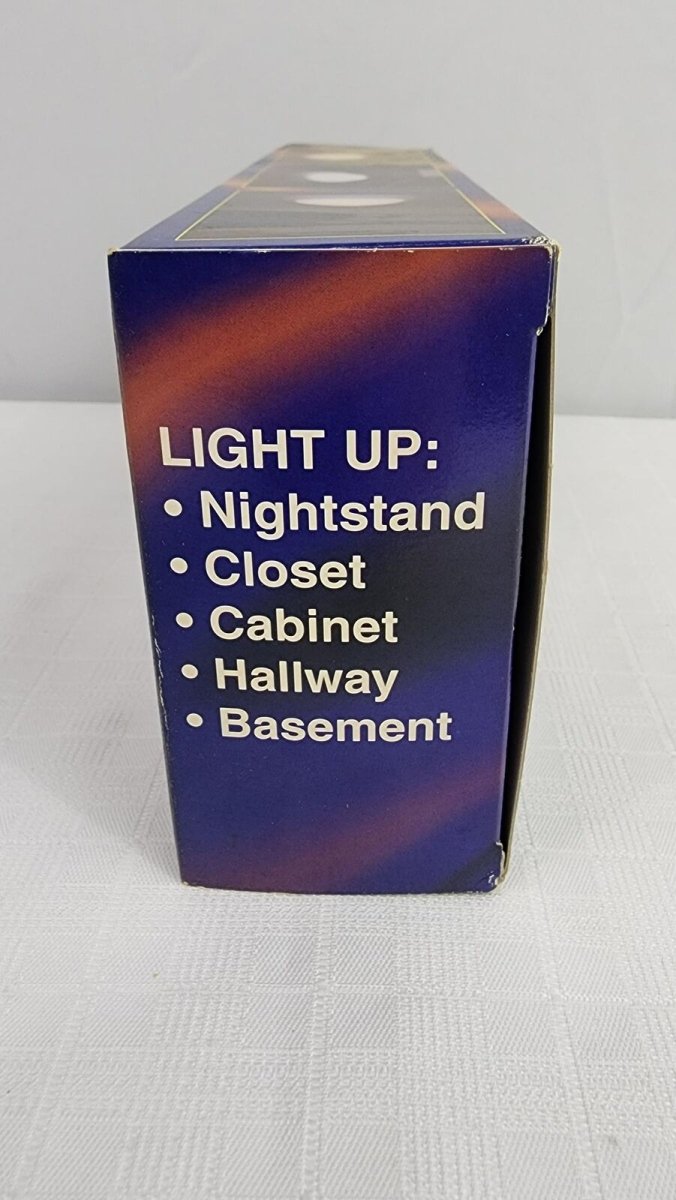 LIGHT UP:
• Nightstand
• Closet
• Cabinet
• Hallway
• Basement